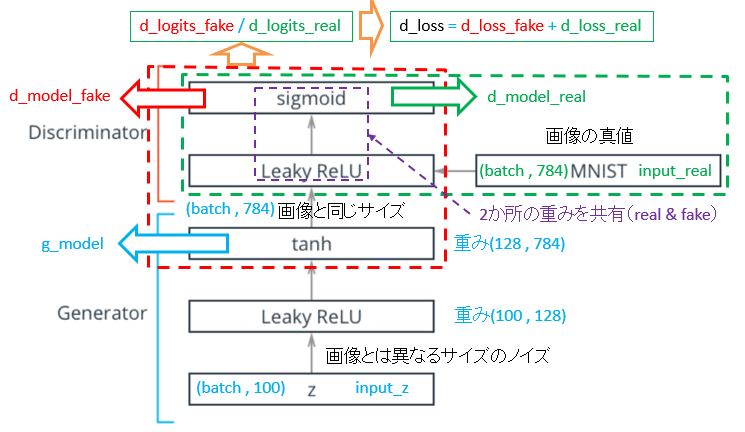 d_logits_fake / d_logits_real
d_loss = d_loss_fake + d_loss_real
d_model_fake
sigmoid
d_model_real
Discriminator
画像の真値
Leaky ReLU
(batch , 784) MNIST input_real
(batch , 784) 画像と同じサイズ
2か所の重みを共有(real & fake)
g_model
tanh
重み(128 , 784)
Generator
Leaky ReLU
重み(100 , 128)
画像とは異なるサイズのノイズ
(batch , 100) z input_z